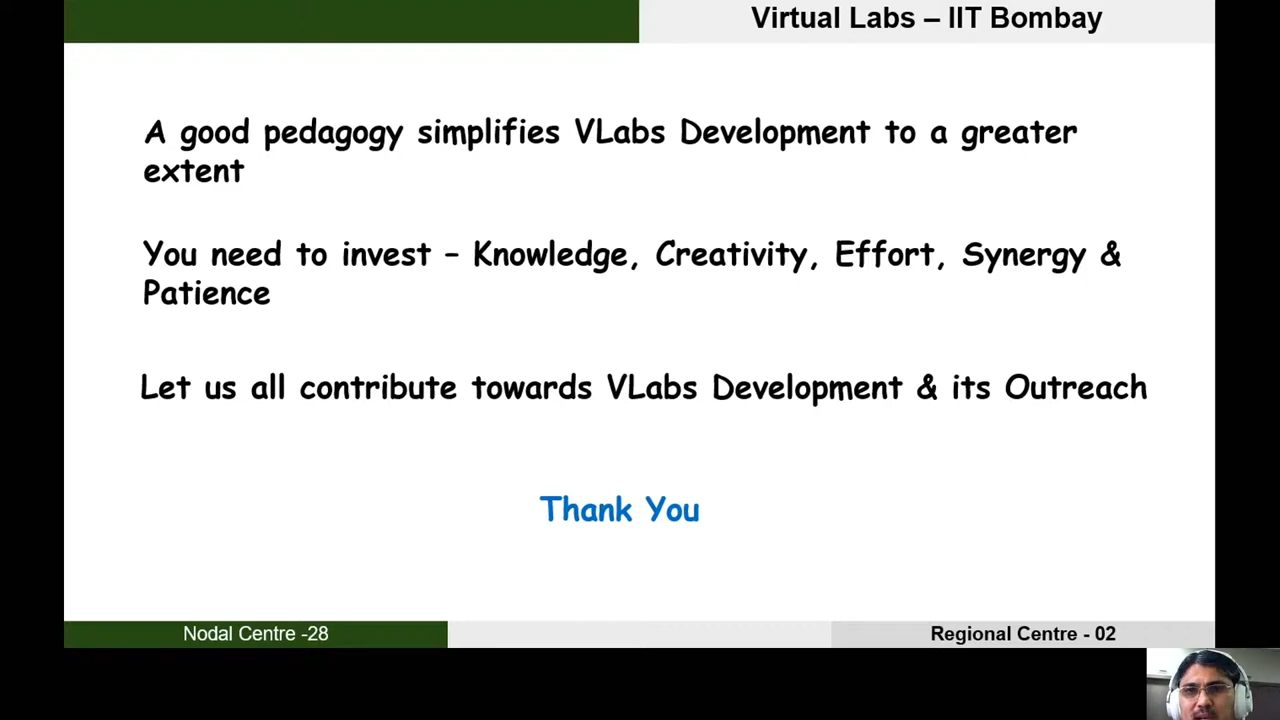 Virtual Labs – IIT Bombay
A good pedagogy simplifies VLabs Development to a greater
extent
You need to invest – Knowledge, Creativity, Effort, Synergy &
Patience
Let us all contribute towards VLabs Development & its Outreach
Thank You
Nodal Centre -28
Regional Centre - 02